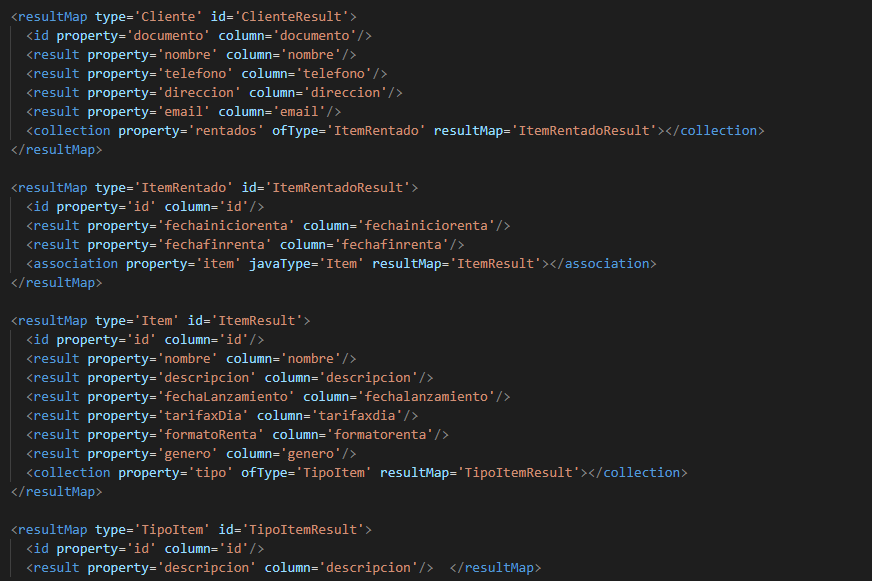 <resultMap type='Cliente' id='ClienteResult'>
<id property='documento' column='documento'/>
<result property='nombre' column='nombre'/>
<result property='telefono' column='telefono'/>
<result property='direccion' column='direccion'/>
<result property='email' column='email'/>
<collection property='rentados' ofType='ItemRentado' resultMap='ItemRentadoResult'></collection>
</resultMap>
<resultMap type='ItemRentado' id='ItemRentadoResult'>
<id property='id' column='id'/>
<result property='fechainiciorenta' column='fechainiciorenta'/>
<result property='fechafinrenta' column='fechafinrenta'/>
<association property='item' javaType='Item' resultMap='ItemResult'></association>
</resultMap>
<resultMap type='Item' id='ItemResult'>
<id property='id' column='id'/>
<result property='nombre' column='nombre'/>
<result property='descripcion' column='descripcion'/>
<result property='fechaLanzamiento' column='fechalanzamiento'/>
<result property='tarifaxDia' column='tarifaxdia'/>
<result property='formatoRenta' column='formatorenta'/>
<result property='genero' column='genero'/>
<collection property='tipo' ofType='TipoItem' resultMap='TipoItemResult'></collection>
</resultMap>
<resultMap type='TipoItem' id='TipoItemResult'>
<id property='id' column='id'/>
<result property='descripcion' column='descripcion'/>  </resultMap>